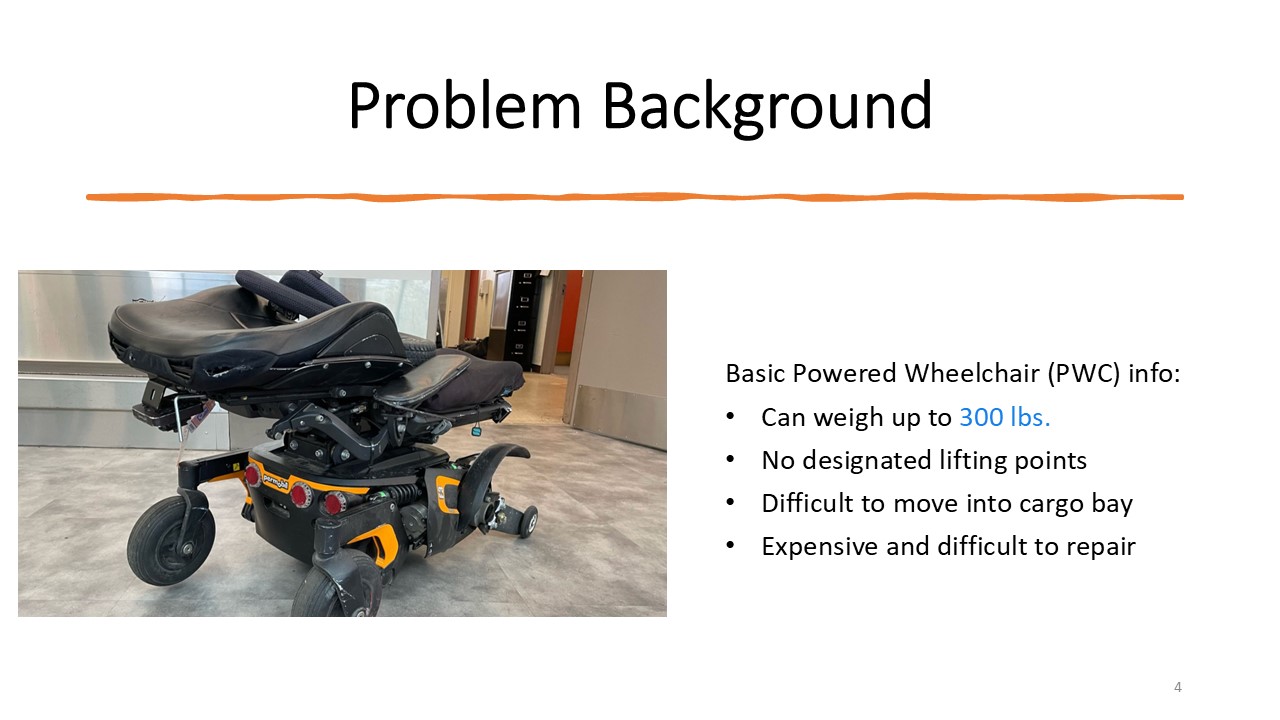 Problem Background
permobil
Basic Powered Wheelchair (PWC) info:
• Can weigh up to 300 lbs.
• No designated lifting points
• Difficult to move into cargo bay
• Expensive and difficult to repair
4